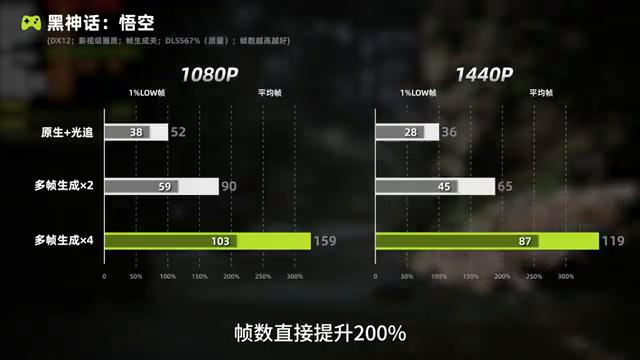 黑神话：悟空
(DX12；影视级画质；帧生成关；DLS567%（质量）；帧数越高越好)
1080P
1440P
1%LOW帧 平均帧
1%LOW帧 平均帧
原生+光追 38 52
28 36
多帧生成×2 59 90
45 65
多帧生成×4 103 159
87 119
0 50% 100% 150% 200% 250% 300%
0 50% 100% 150% 200% 250% 300%
帧数直接提升200%